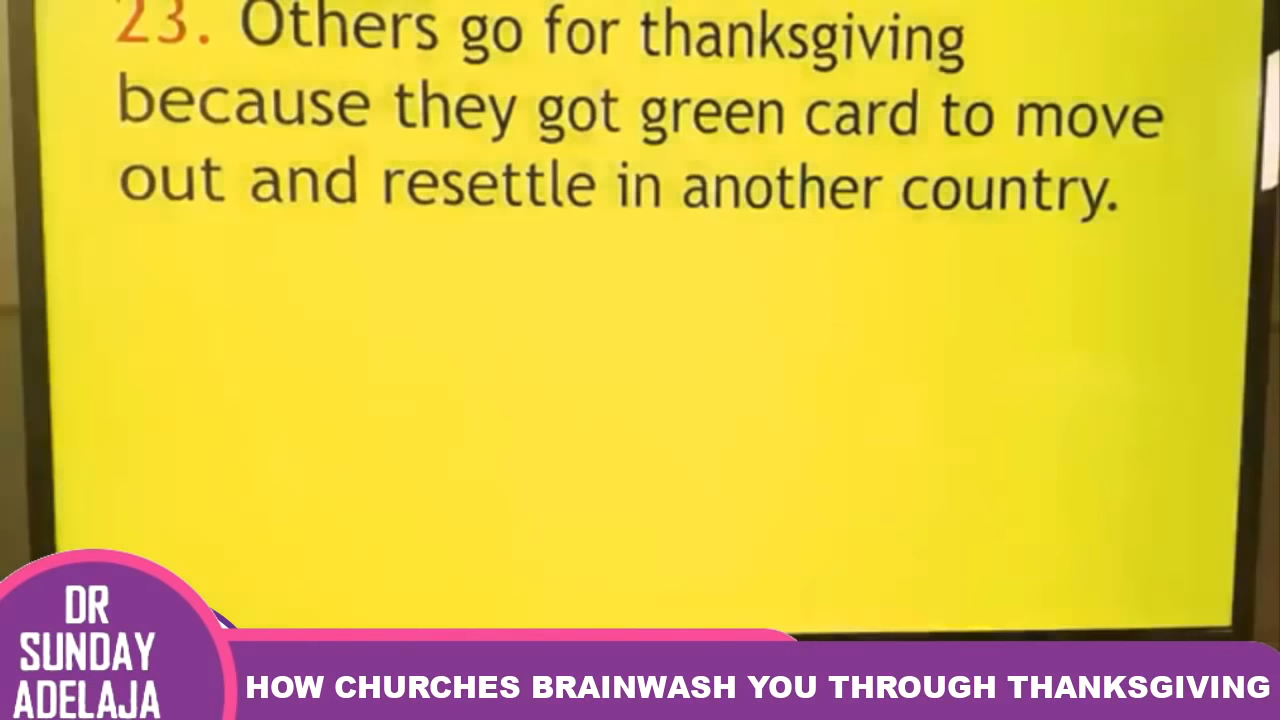 23. Others go for thanksgiving
because they got green card to move
out and resettle in another country.
DR
SUNDAY
ADELAJA
HOW CHURCHES BRAINWASH YOU THROUGH THANKSGIVING